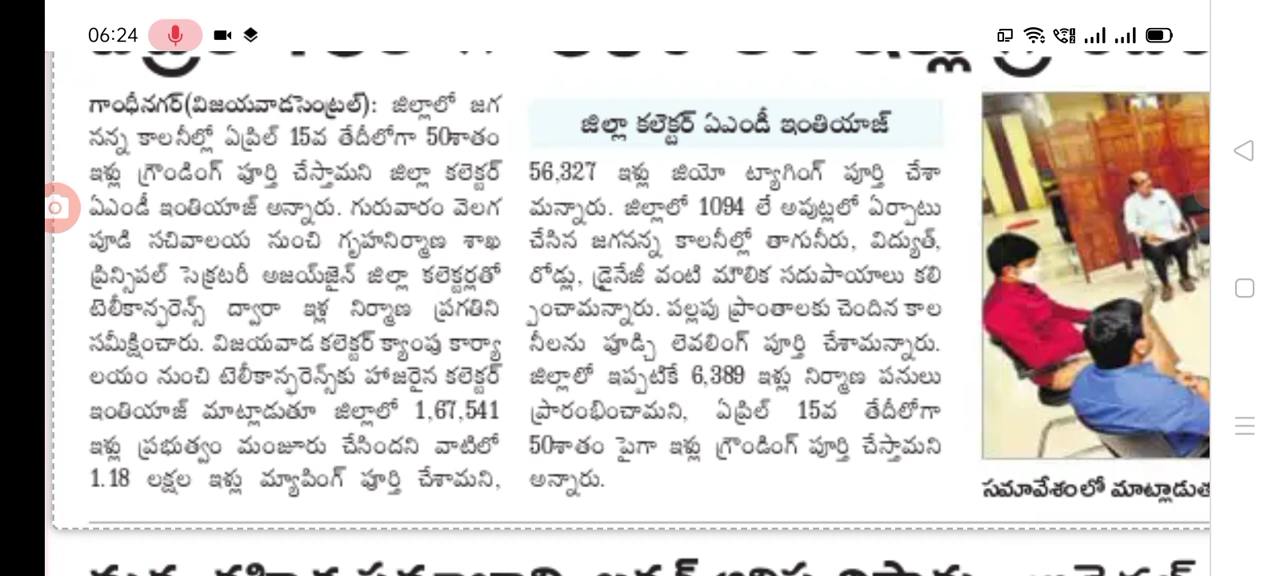 06:24
గాంధీనగర్(విజయవాడసెంట్రల్): జిల్లాలో జగ
నన్న కాలనీల్లో ఏప్రిల్ 15వ తేదీలోగా 50శాతం
ఇళ్లు గ్రౌండింగ్ పూర్తి చేస్తామని జిల్లా కలెక్టర్
ఏఎండీ ఇంతియాజ్ అన్నారు. గురువారం వెలగ
పూడి సచివాలయ నుంచి గృహనిర్మాణ శాఖ
ప్రిన్సిపల్ సెక్రటరీ అజయ్‌జైన్ జిల్లా కలెక్టర్లతో
టెలీకాన్ఫరెన్స్ ద్వారా ఇళ్ల నిర్మాణ ప్రగతిని
సమీక్షించారు. విజయవాడ కలెక్టర్ క్యాంపు కార్యా
లయం నుంచి టెలీకాన్ఫరెన్స్‌కు హాజరైన కలెక్టర్
ఇంతియాజ్ మాట్లాడుతూ జిల్లాలో 1,67,541
ఇళ్లు ప్రభుత్వం మంజూరు చేసిందని వాటిలో
1.18 లక్షల ఇళ్లు మ్యాపింగ్ పూర్తి చేశామని,
జిల్లా కలెక్టర్ ఏఎండీ ఇంతియాజ్
56,327 ఇళ్లు జియో ట్యాగింగ్ పూర్తి చేశా
మన్నారు. జిల్లాలో 1094 లే అవుట్లలో ఏర్పాటు
చేసిన జగనన్న కాలనీల్లో తాగునీరు, విద్యుత్,
రోడ్లు, డ్రైనేజీ వంటి మౌలిక సదుపాయాలు కలి
్పంచామన్నారు. పల్లపు ప్రాంతాలకు చెందిన కాల
నీలను పూడ్చి లెవలింగ్ పూర్తి చేశామన్నారు.
జిల్లాలో ఇప్పటికే 6,389 ఇళ్లు నిర్మాణ పనులు
ప్రారంభించామని, ఏప్రిల్ 15వ తేదీలోగా
50శాతం పైగా ఇళ్లు గ్రౌండింగ్ పూర్తి చేస్తామని
అన్నారు.
సమావేశంలో మాట్లాడుత